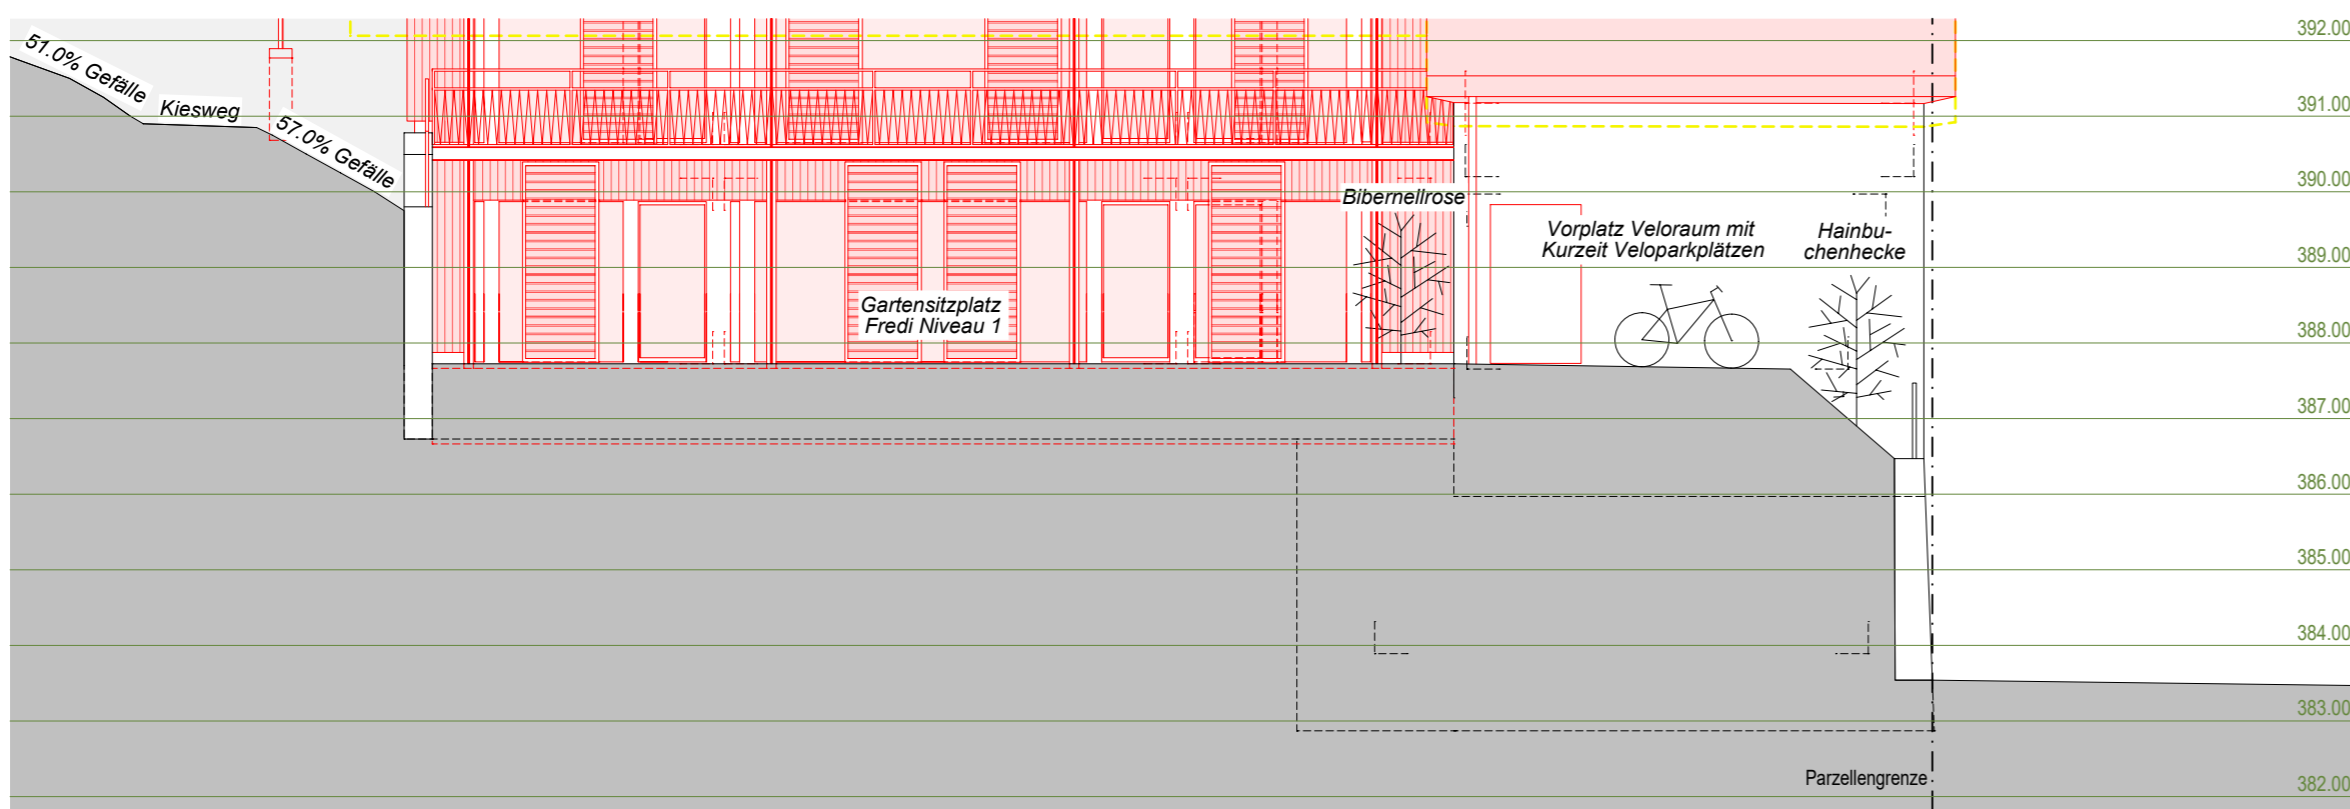 51.0% Gefälle
Kiesweg
57.0% Gefälle
Bibernellrose
Vorplatz Veloraum mit
Kurzeit Veloparkplätzen
Hainbu-
chenhecke
Gartensitzplatz
Fredi Niveau 1
Parzellengrenze
392.00
391.00
390.00
389.00
388.00
387.00
386.00
385.00
384.00
383.00
382.00